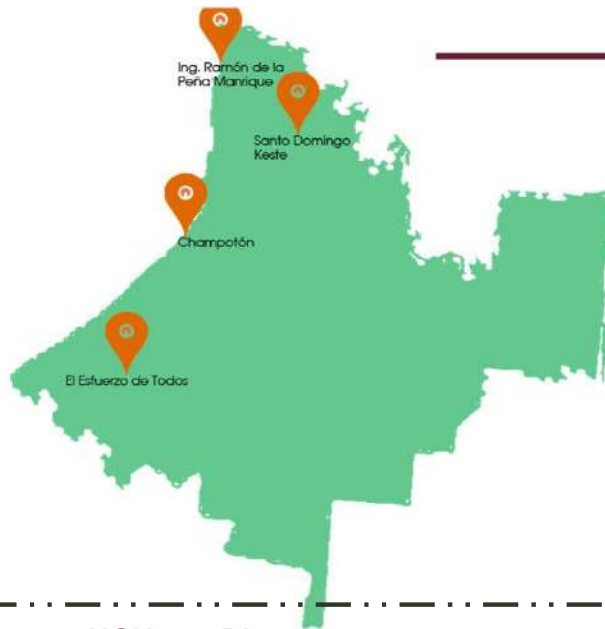 Ing. Ramón de la
Peña Manrique
Santo Domingo
Keste
Champotón
El Esfuerzo de Todos